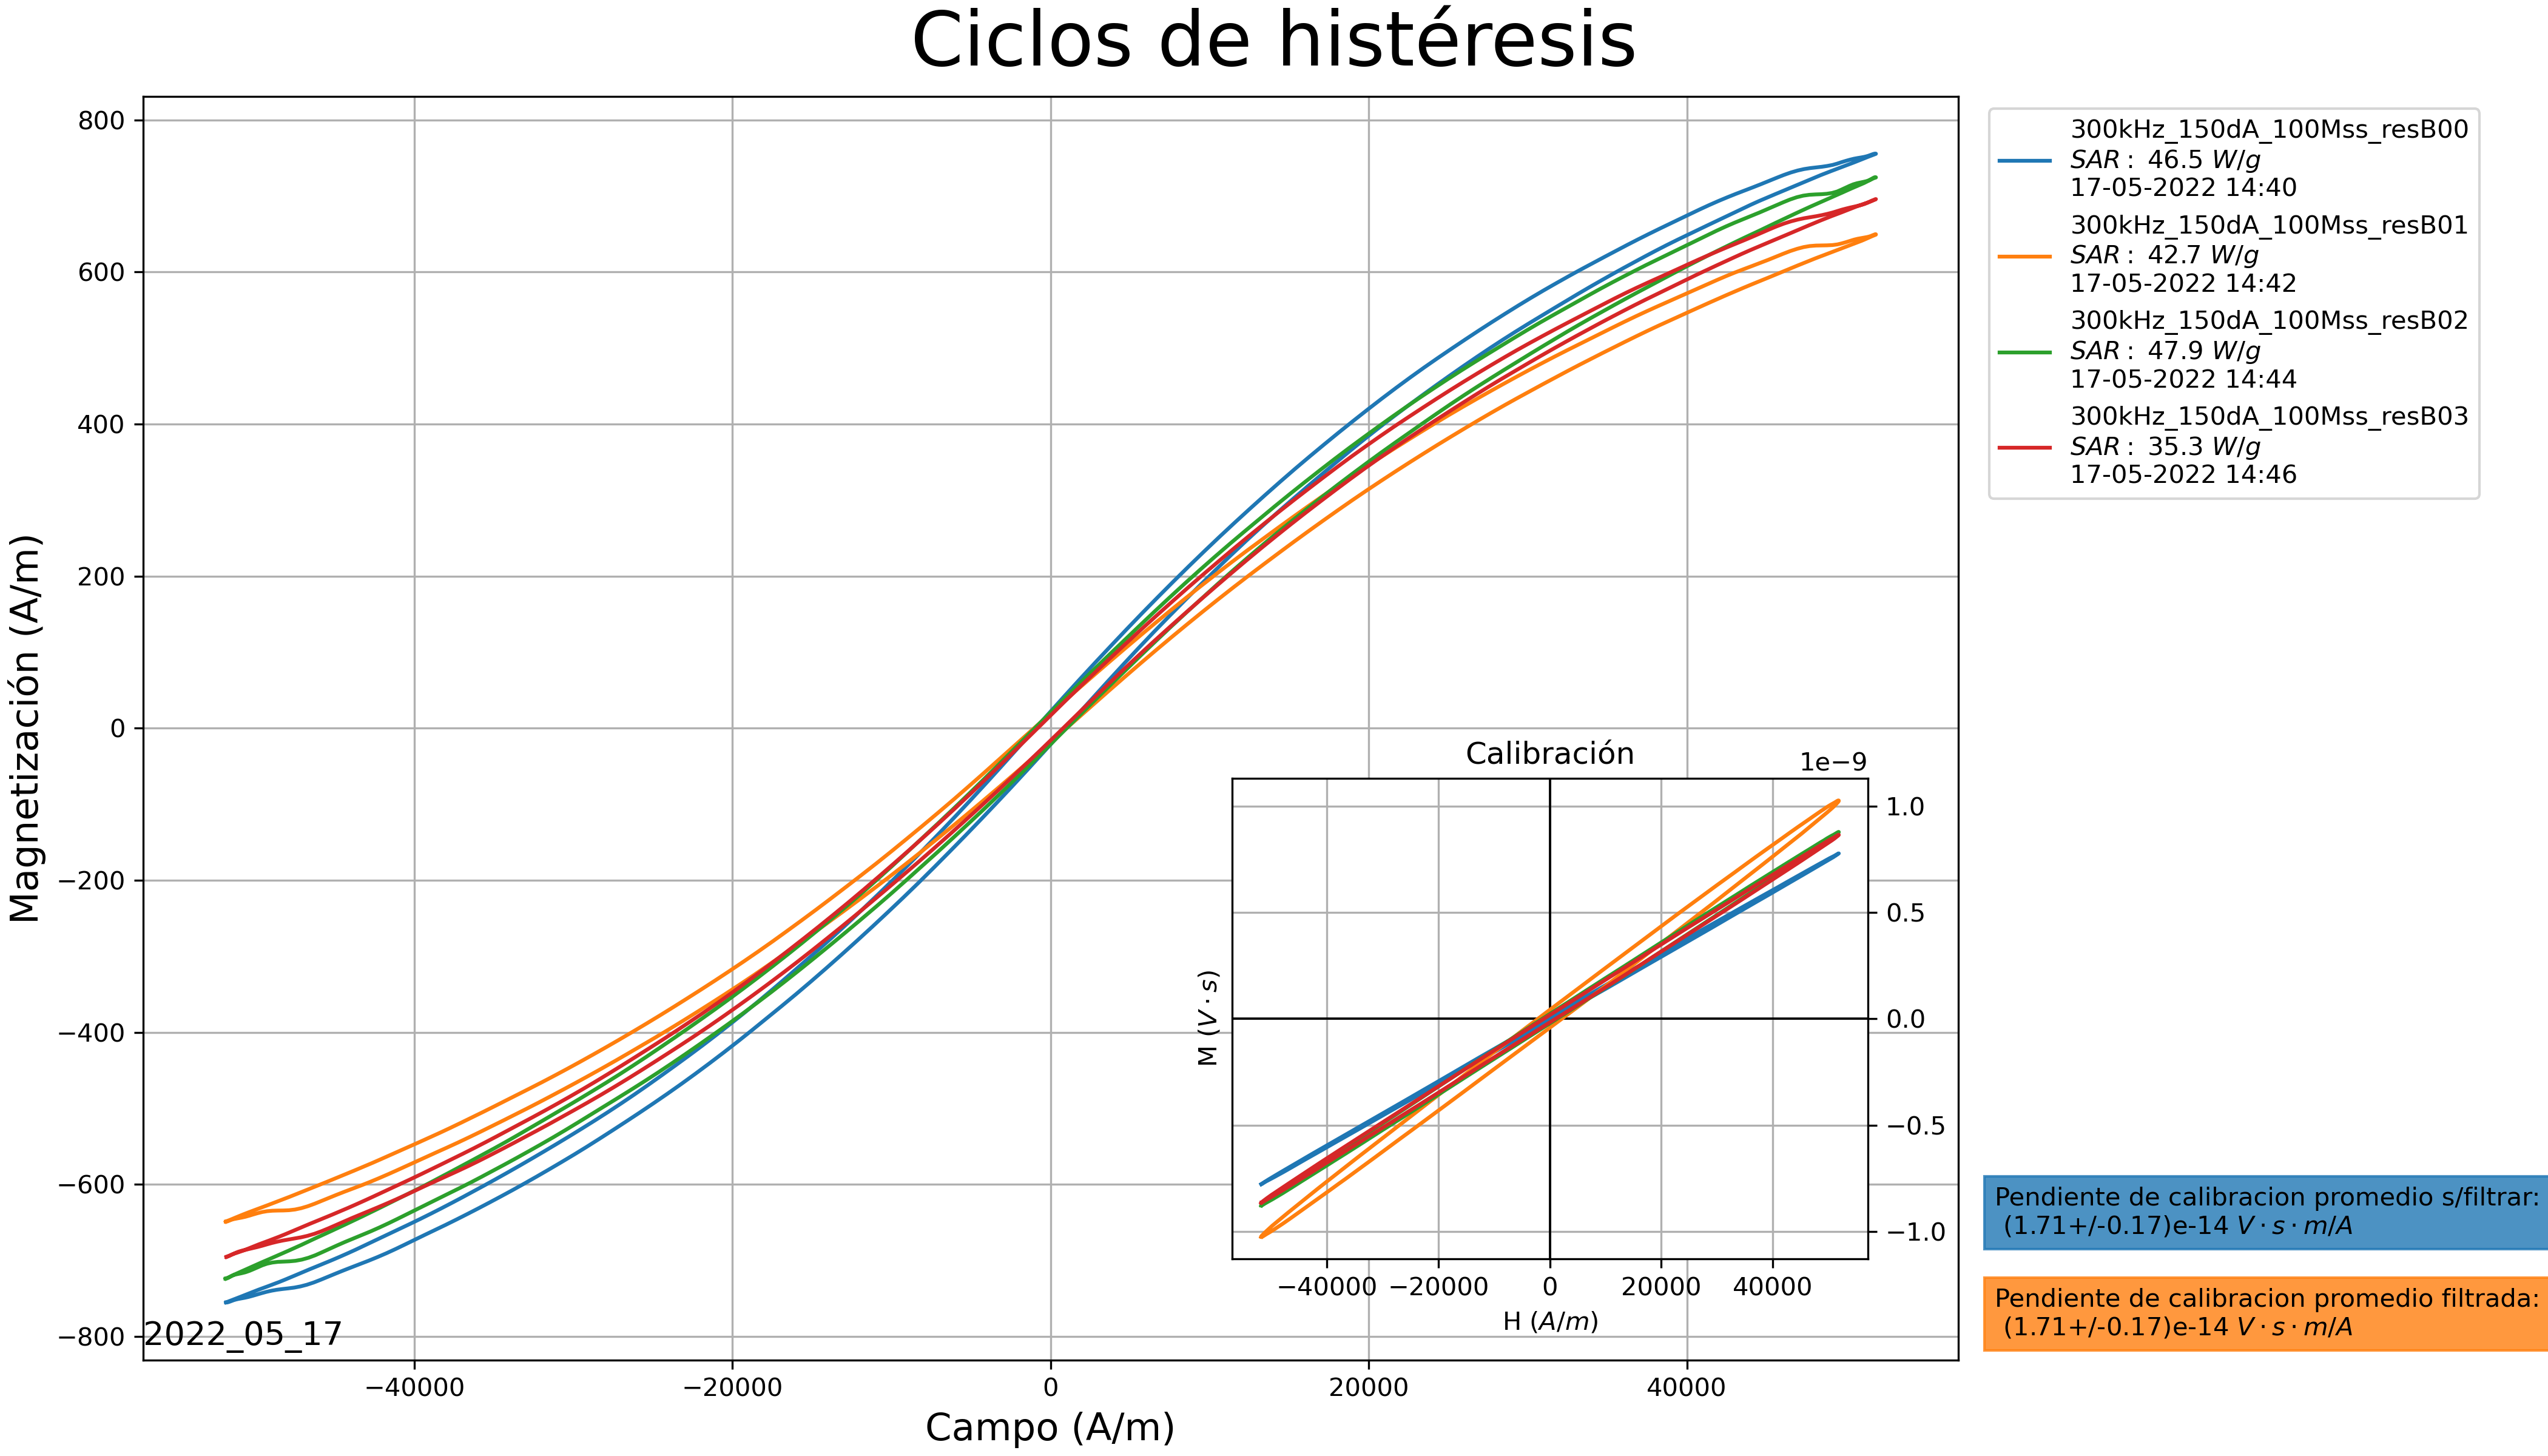 Ciclos de histéresis
Magnetización (A/m)
800
600
400
200
0
−200
−400
−600
−800
2022_05_17
−40000
−20000
0
20000
40000
Campo (A/m)
Calibración
1e−9
M (V · s)
1.0
0.5
0.0
−0.5
−1.0
−40000
−20000
0
20000
40000
H (A/m)
300kHz_150dA_100Mss_resB00
SAR : 46.5 W/g
17-05-2022 14:40
300kHz_150dA_100Mss_resB01
SAR : 42.7 W/g
17-05-2022 14:42
300kHz_150dA_100Mss_resB02
SAR : 47.9 W/g
17-05-2022 14:44
300kHz_150dA_100Mss_resB03
SAR : 35.3 W/g
17-05-2022 14:46
Pendiente de calibracion promedio s/filtrar:
(1.71+/-0.17)e-14 V · s · m/A
Pendiente de calibracion promedio filtrada:
(1.71+/-0.17)e-14 V · s · m/A